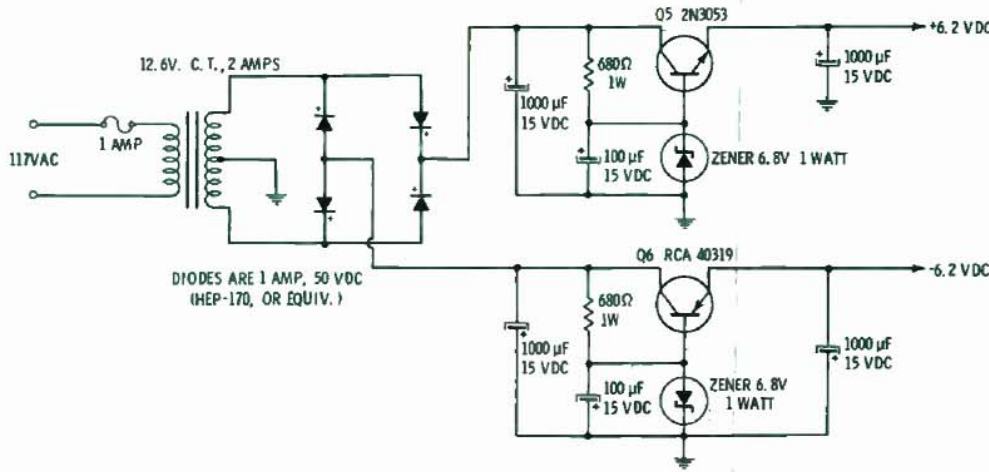 Q5 2N3053
+6.2 VDC
12.6V. C.T., 2 AMPS
1 AMP
117VAC
680Ω
1W
1000 µF
15 VDC
1000 µF
15 VDC
100 µF
15 VDC
ZENER 6.8V 1 WATT
DIODES ARE 1 AMP, 50 VDC
(HEP-170, OR EQUIV.)
Q6 RCA 40319
-6.2 VDC
680Ω
1W
1000 µF
15 VDC
1000 µF
15 VDC
100 µF
15 VDC
ZENER 6.8V
1 WATT